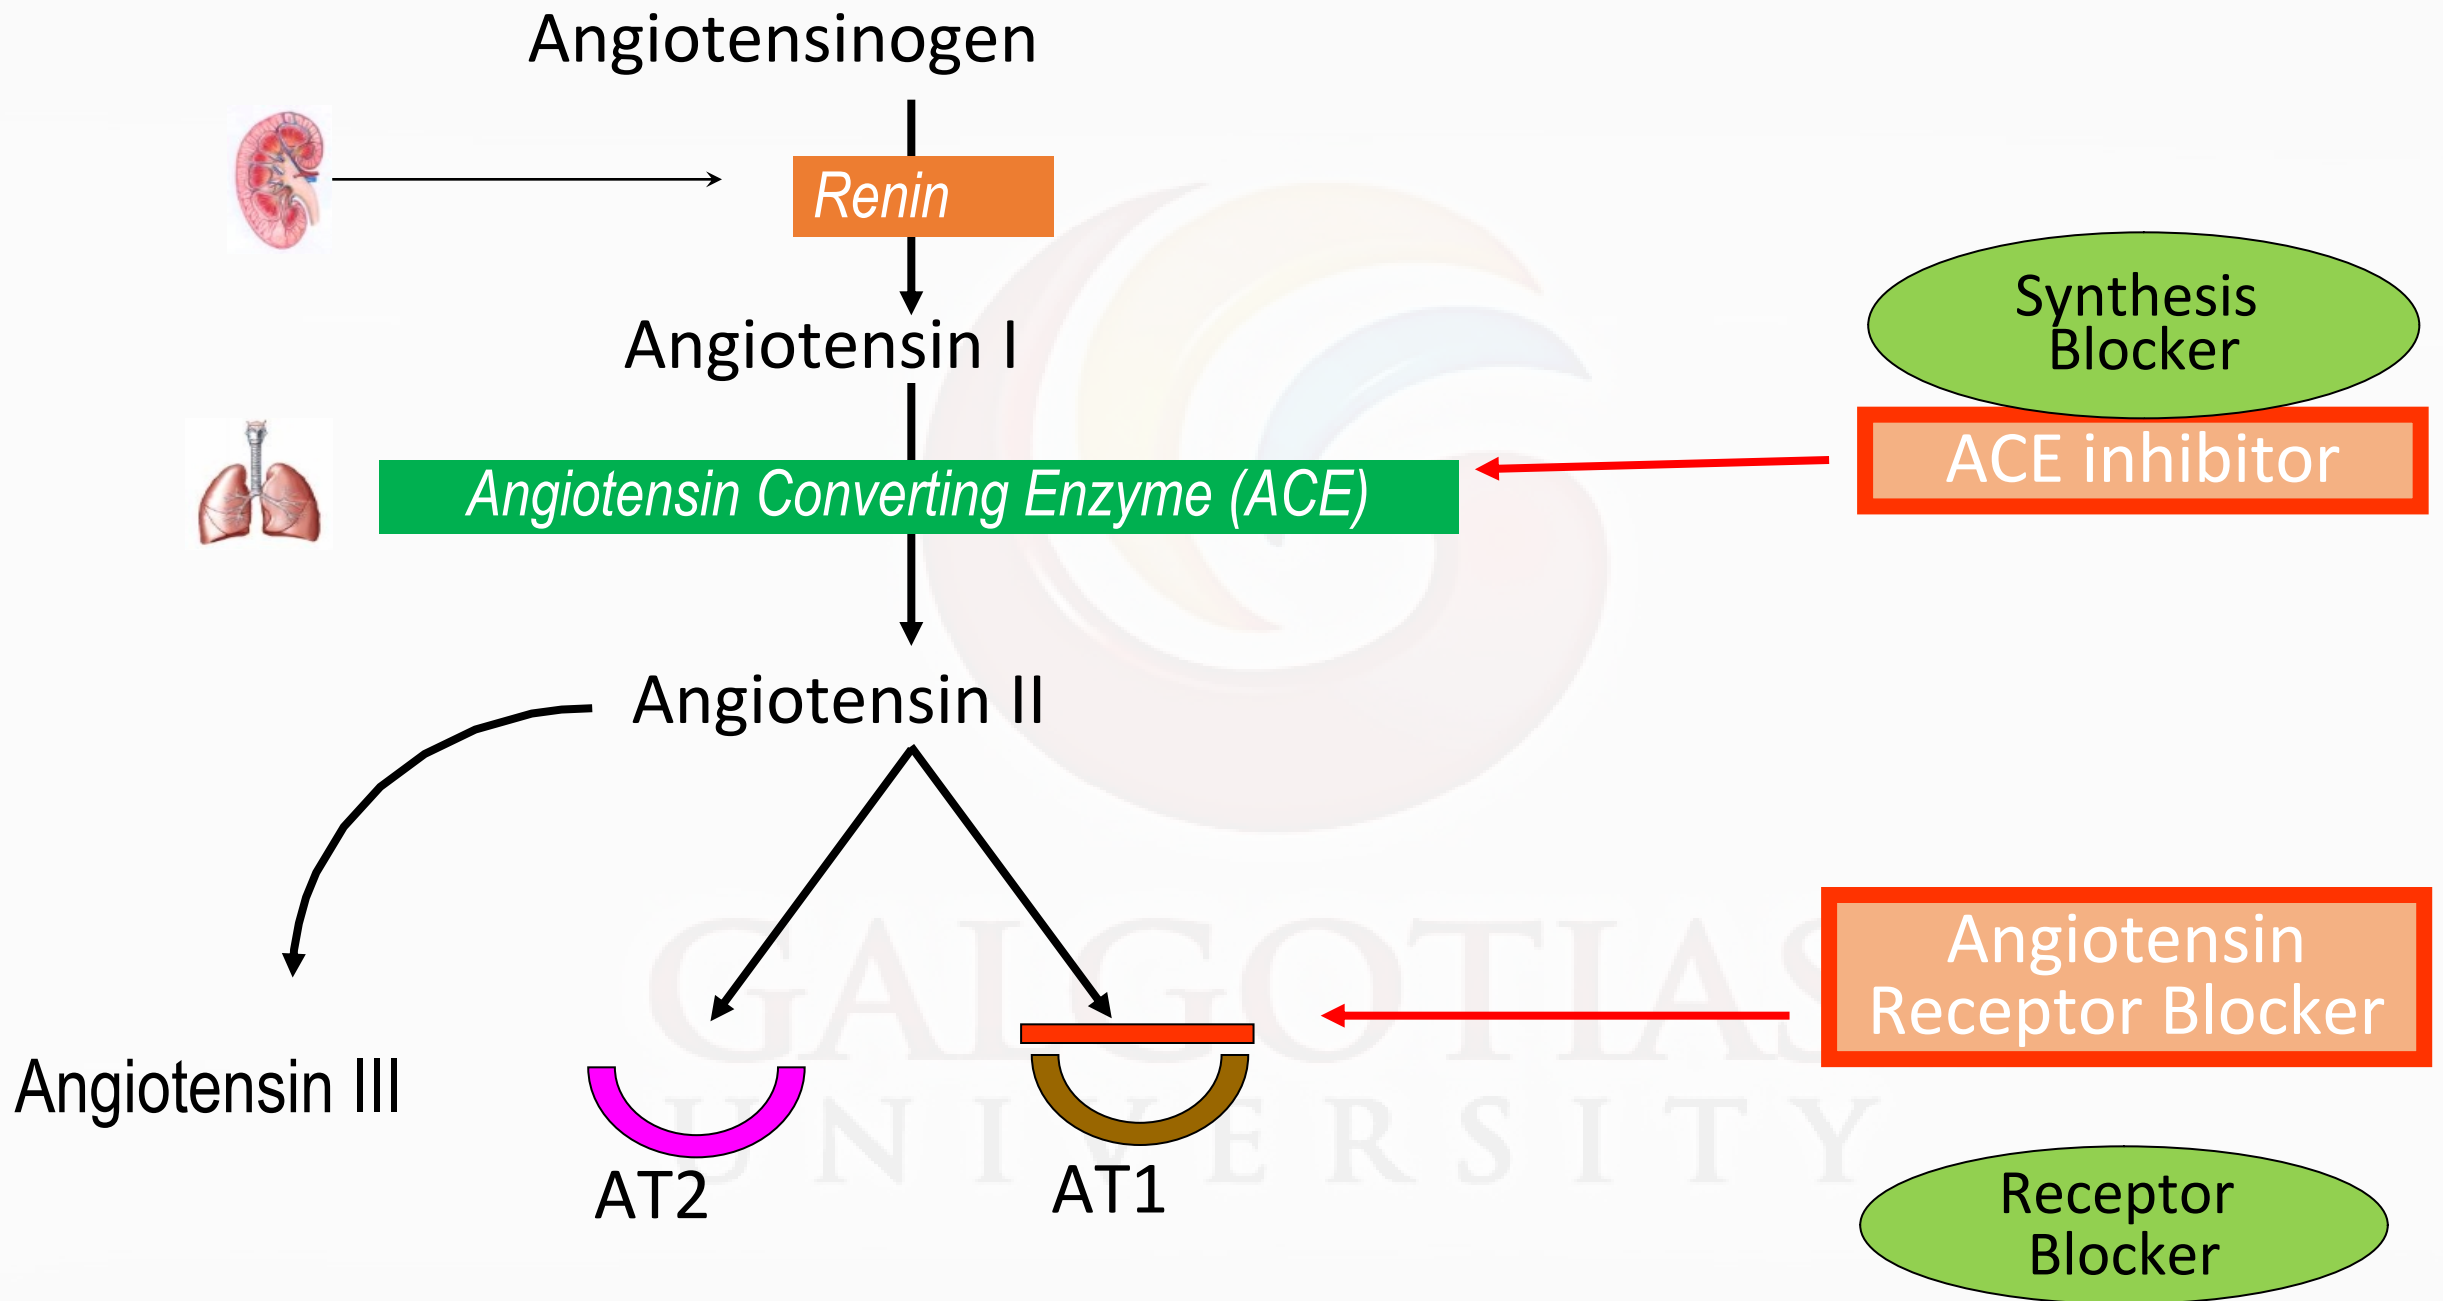 Angiotensinogen
Renin
Angiotensin I
Synthesis
Blocker
ACE inhibitor
Angiotensin Converting Enzyme (ACE)
Angiotensin II
Angiotensin
Receptor Blocker
Angiotensin III
AT2
AT1
Receptor
Blocker
GALGOTIAS
UNIVERSITY